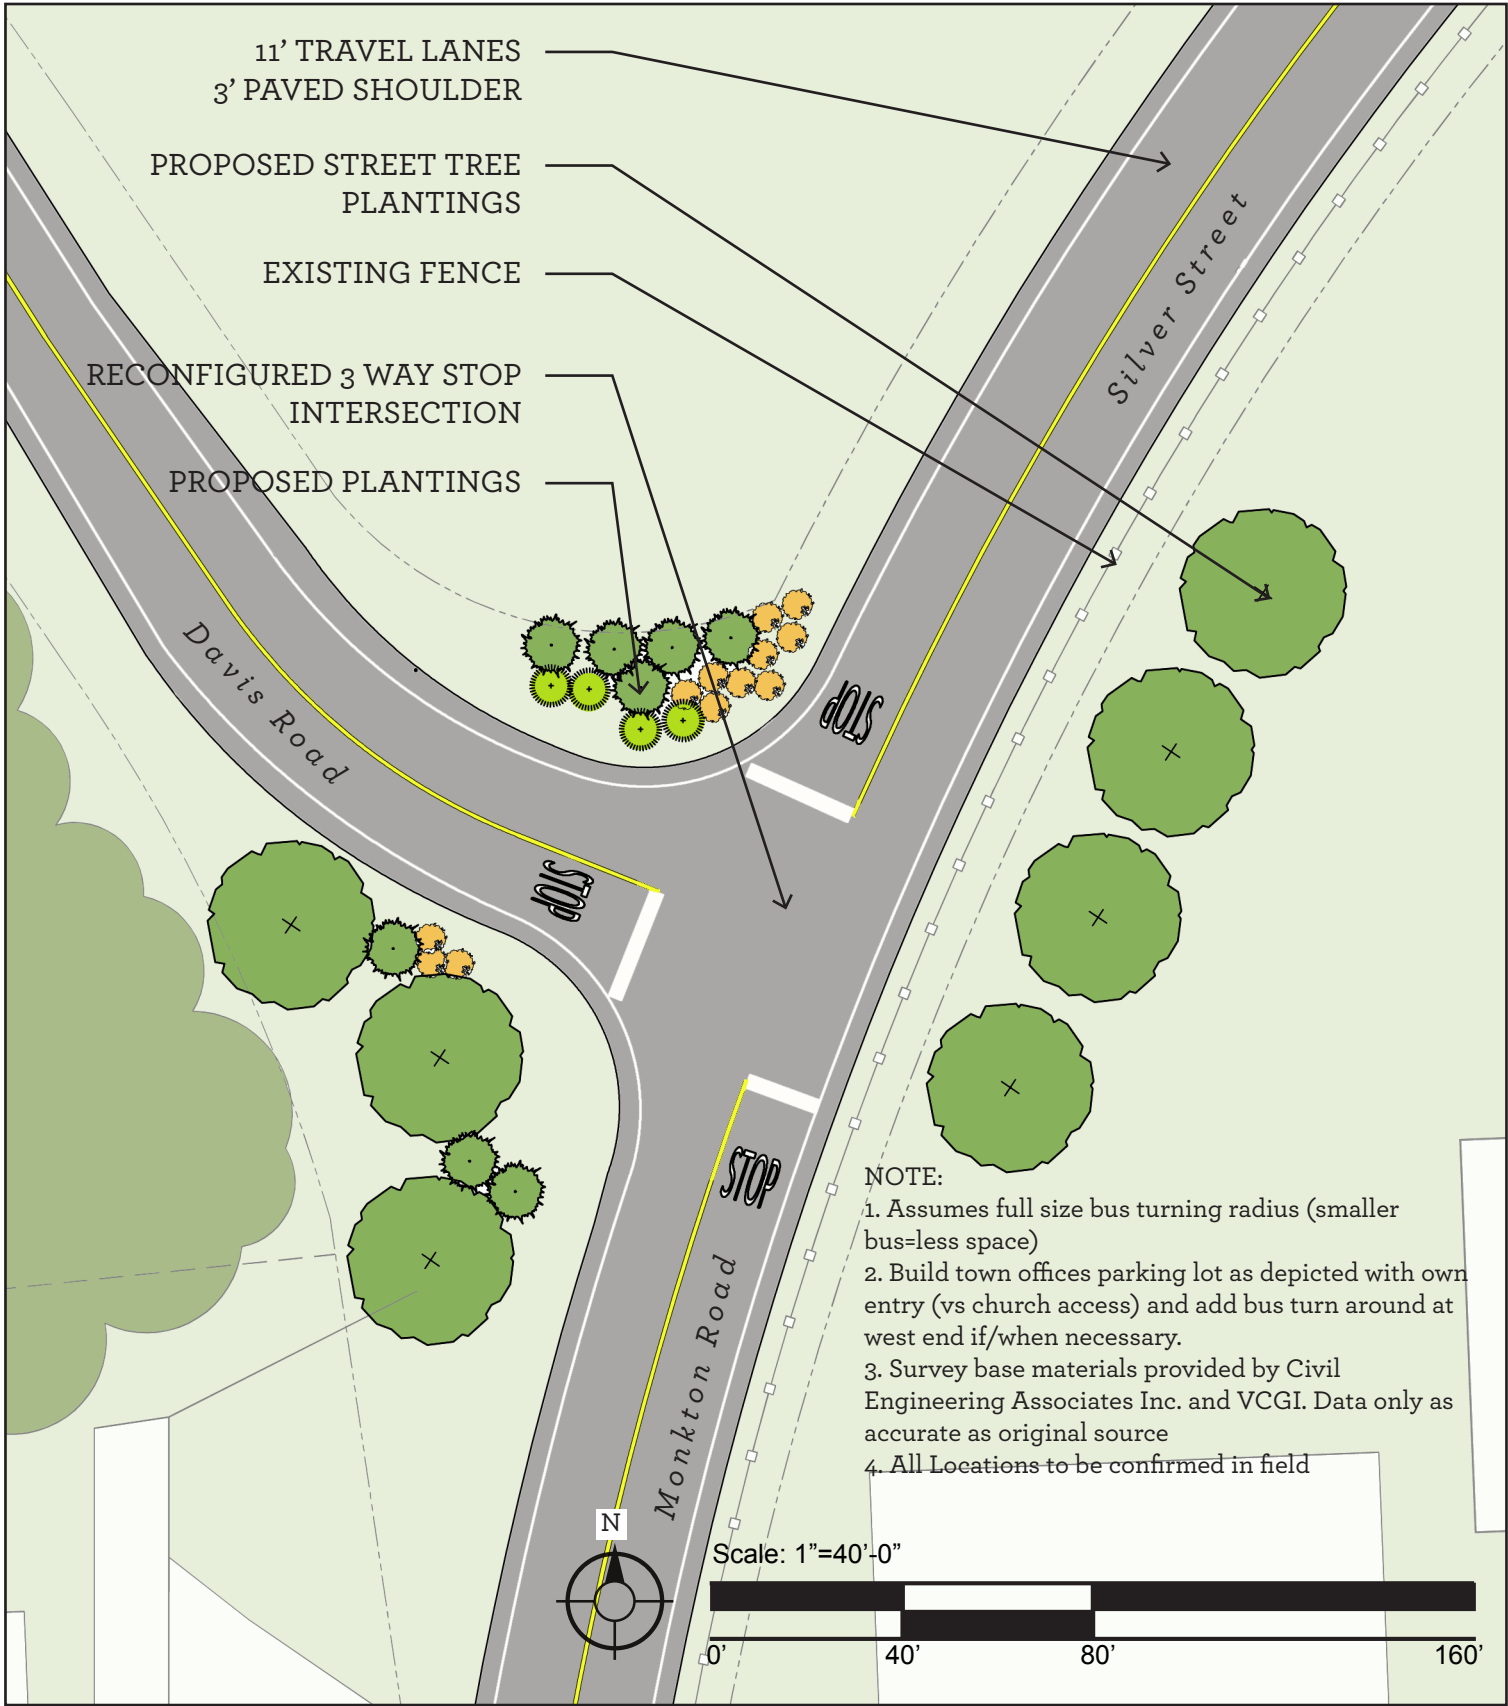 11’ TRAVEL LANES
3’ PAVED SHOULDER
PROPOSED STREET TREE
PLANTINGS
EXISTING FENCE
RECONFIGURED 3 WAY STOP
INTERSECTION
PROPOSED PLANTINGS
Silver Street
Davis Road
STOP
STOP
STOP
Monkton Road
NOTE:
1. Assumes full size bus turning radius (smaller
bus=less space)
2. Build town offices parking lot as depicted with own
entry (vs church access) and add bus turn around at
west end if/when necessary.
3. Survey base materials provided by Civil
Engineering Associates Inc. and VCGI. Data only as
accurate as original source
4. All Locations to be confirmed in field
N
Scale: 1”=40’-0”
0’ 40’ 80’ 160’